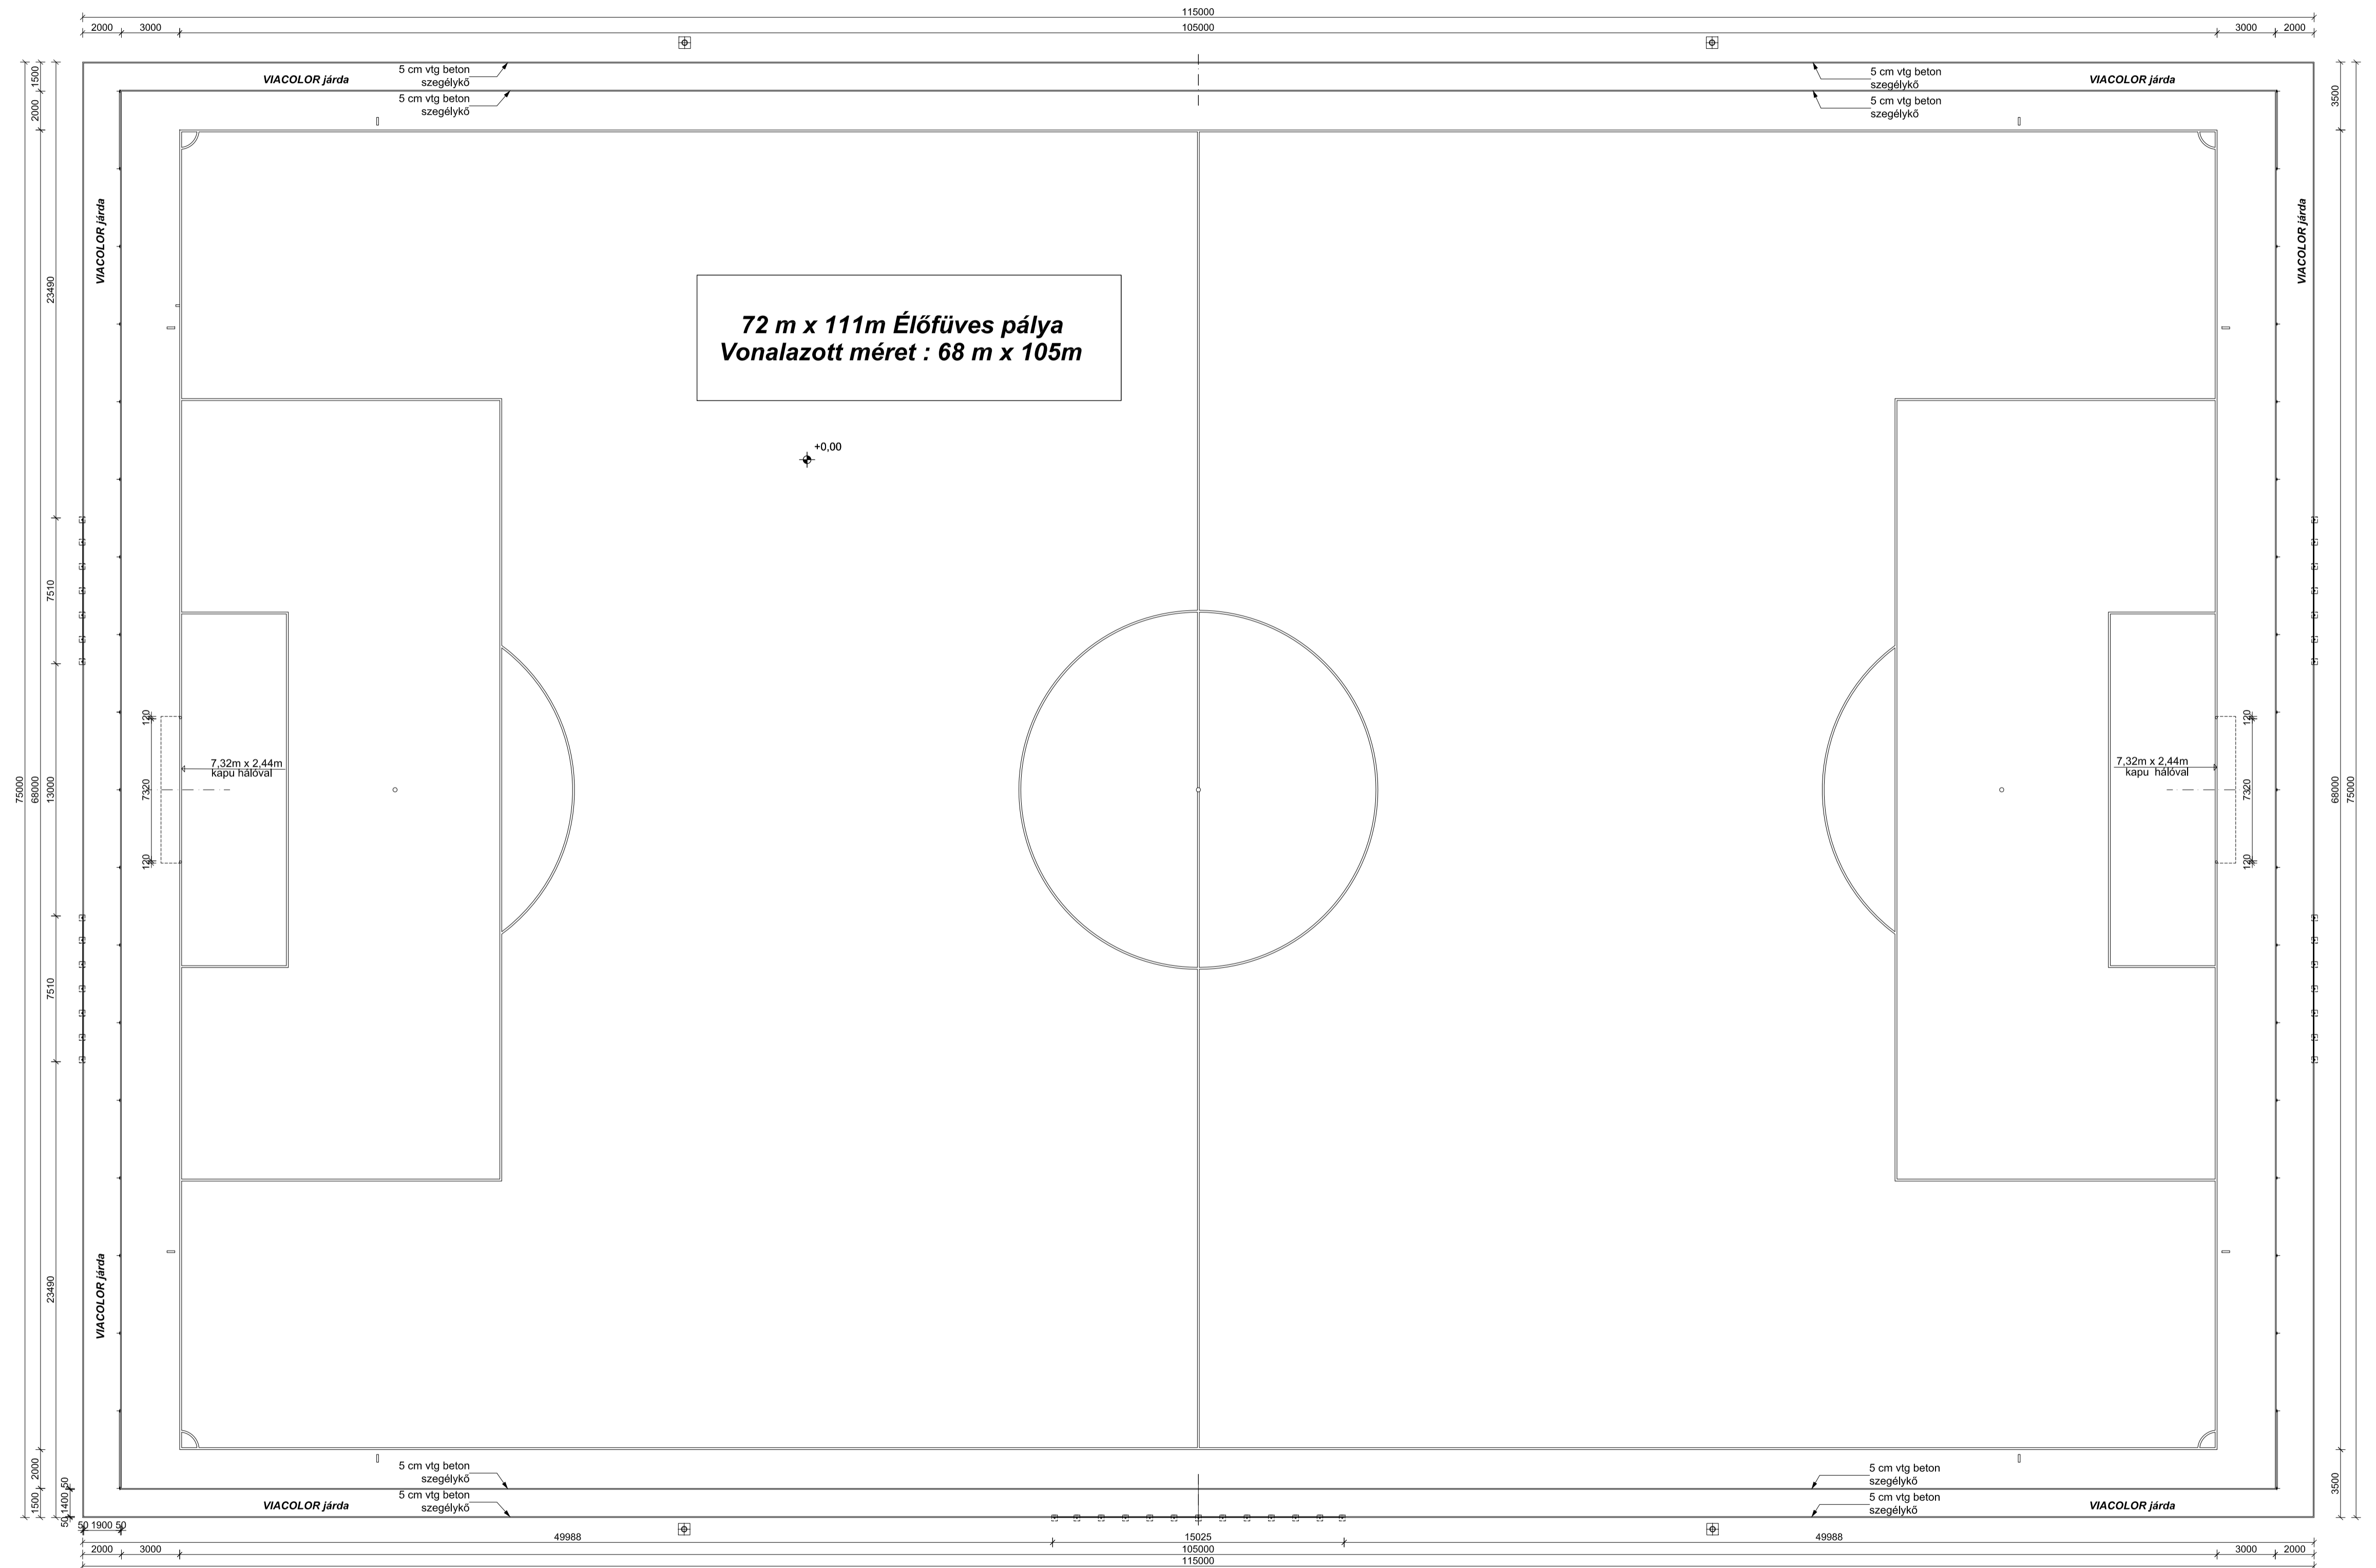 115000
2000
3000
105000
3000
2000
1500
2000
3500
VIACOLOR járda
5 cm vtg beton
szegélykő
5 cm vtg beton
szegélykő
5 cm vtg beton
szegélykő
5 cm vtg beton
szegélykő
VIACOLOR járda
VIACOLOR járda
VIACOLOR járda
23490
72 m x 111m Élőfüves pálya
Vonalazott méret : 68 m x 105m
+0,00
7510
75000
68000
13000
120
7320
120
7,32m x 2,44m
kapu hálóval
7,32m x 2,44m
kapu hálóval
120
7320
120
68000
75000
7510
23490
VIACOLOR járda
2000
1500
50
1400
50
VIACOLOR járda
5 cm vtg beton
szegélykő
5 cm vtg beton
szegélykő
5 cm vtg beton
szegélykő
5 cm vtg beton
szegélykő
VIACOLOR járda
3500
50 1900 50
49988
15025
49988
2000
3000
105000
3000
2000
115000